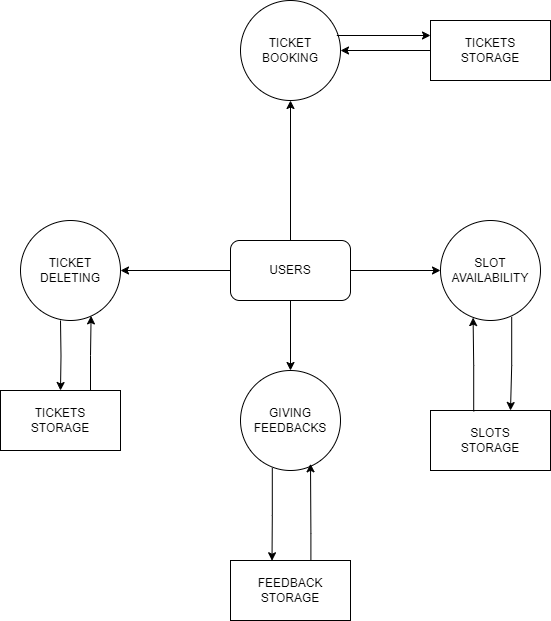 TICKET
BOOKING
TICKETS
STORAGE
TICKET
DELETING
USERS
SLOT
AVAILABILITY
TICKETS
STORAGE
GIVING
FEEDBACKS
SLOTS
STORAGE
FEEDBACK
STORAGE